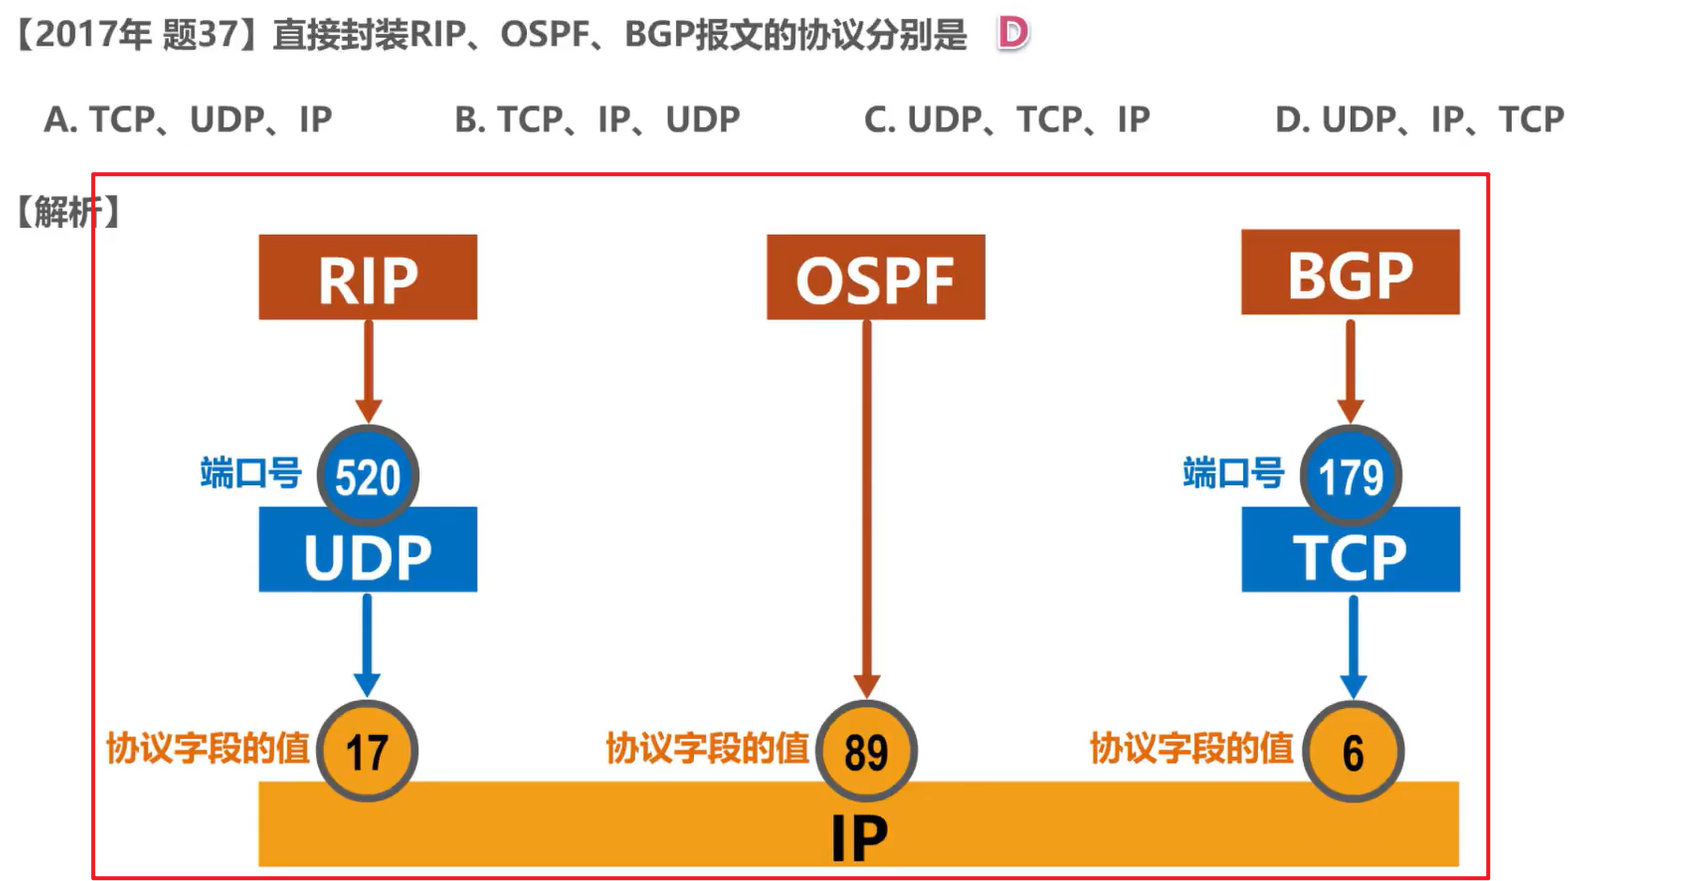 【2017年 题37】直接封装RIP、OSPF、BGP报文的协议分别是 D
A. TCP、UDP、IP B. TCP、IP、UDP C. UDP、TCP、IP D. UDP、IP、TCP
【解析】
RIP OSPF BGP
端口号 520 端口号 179
UDP TCP
协议字段的值 17 协议字段的值 89 协议字段的值 6
IP